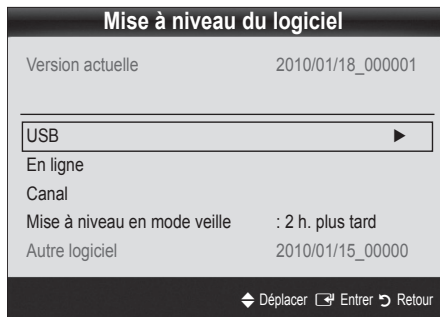 Mise à niveau du logiciel
Version actuelle 2010/01/18_000001
USB ►
En ligne
Canal
Mise à niveau en mode veille : 2 h. plus tard
Autre logiciel 2010/01/15_00000
Déplacer Entrer Retour